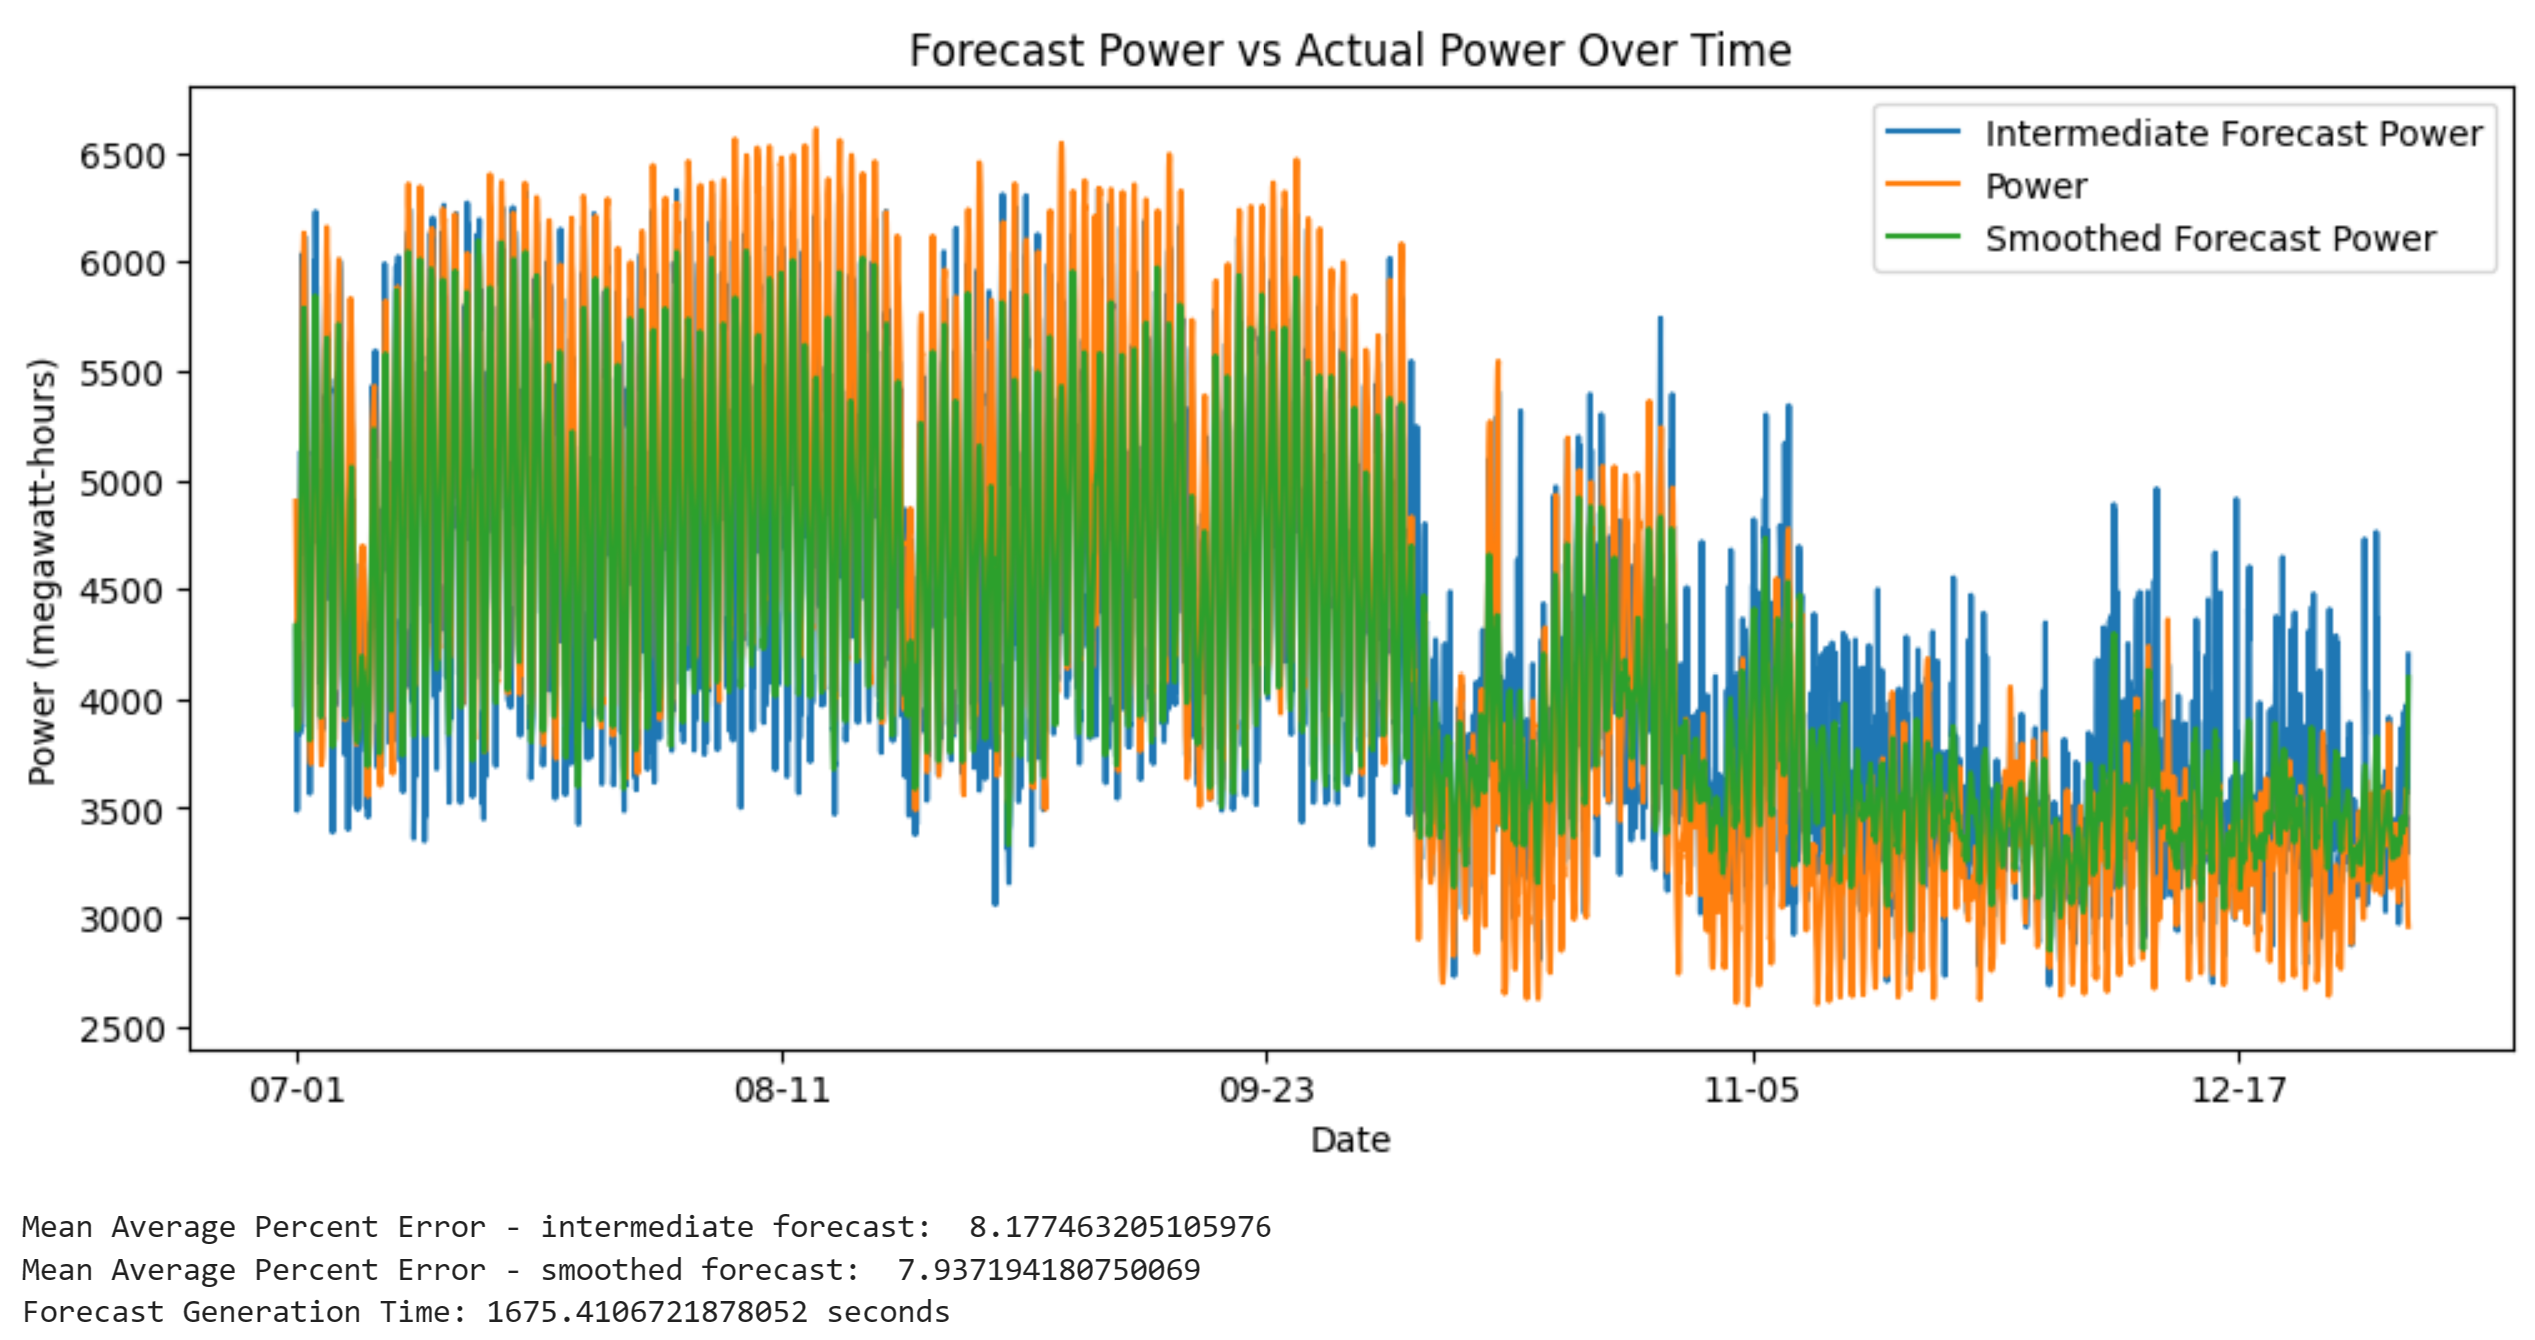 Forecast Power vs Actual Power Over Time
Intermediate Forecast Power
Power
Smoothed Forecast Power
6500
6000
5500
5000
4500
4000
3500
3000
2500
Power (megawatt-hours)
07-01
08-11
09-23
11-05
12-17
Date
Mean Average Percent Error - intermediate forecast:  8.177463205105976
Mean Average Percent Error - smoothed forecast:  7.937194180750069
Forecast Generation Time: 1675.4106721878052 seconds